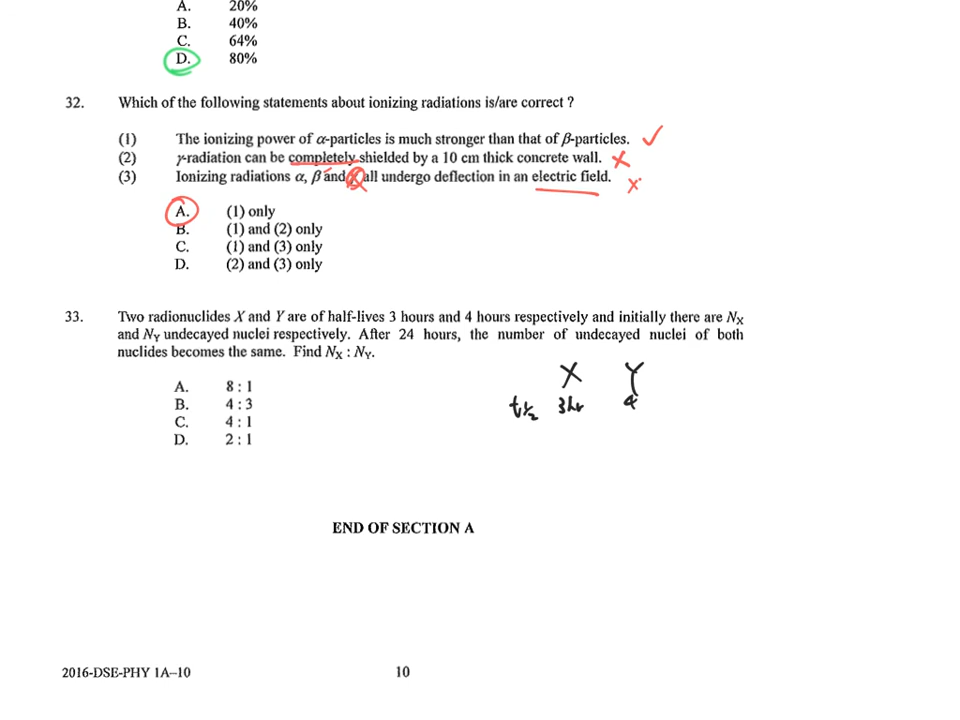 A. 20%
B. 40%
C. 64%
D. 80%
32. Which of the following statements about ionizing radiations is/are correct ?
(1) The ionizing power of α-particles is much stronger than that of β-particles.
(2) γ-radiation can be completely shielded by a 10 cm thick concrete wall.
(3) Ionizing radiations α, β and all undergo deflection in an electric field.
A. (1) only
B. (1) and (2) only
C. (1) and (3) only
D. (2) and (3) only
33. Two radionuclides X and Y are of half-lives 3 hours and 4 hours respectively and initially there are NX
and NY undecayed nuclei respectively. After 24 hours, the number of undecayed nuclei of both
nuclides becomes the same. Find NX : NY.
X Y
A. 8 : 1
B. 4 : 3
t½ 3hr 4
C. 4 : 1
D. 2 : 1
END OF SECTION A
2016-DSE-PHY 1A–10 10